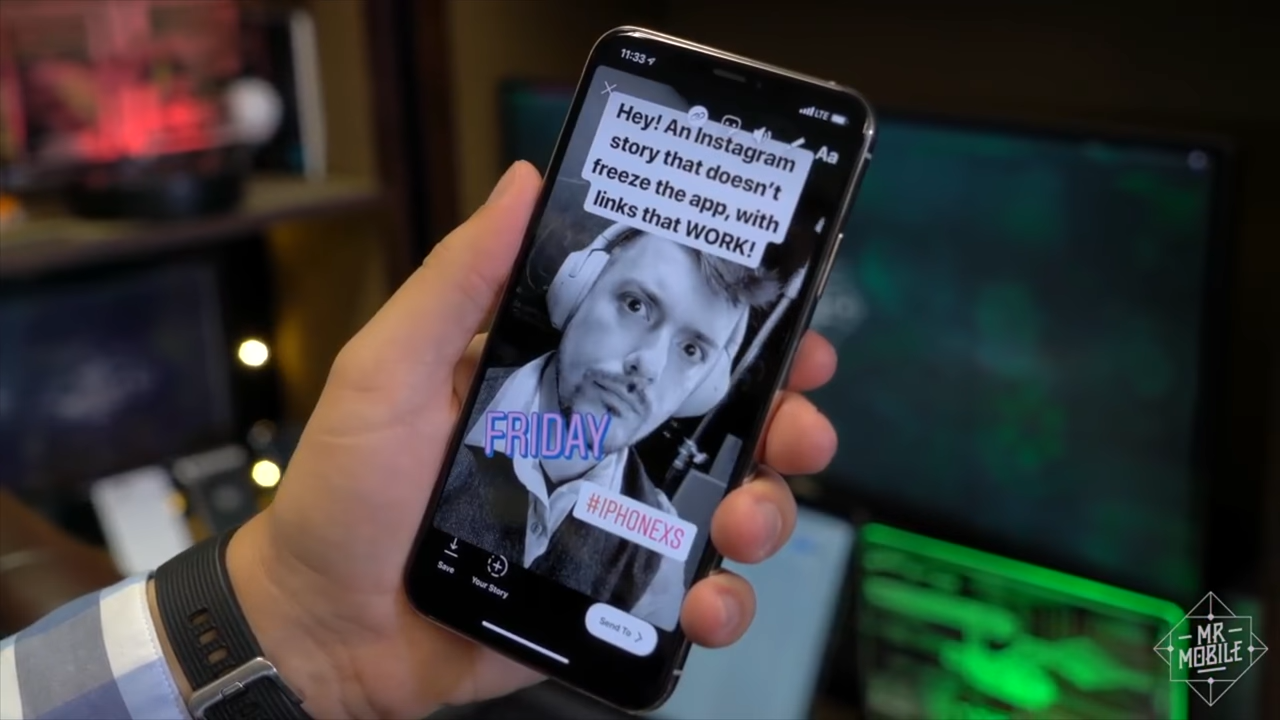 11:33
LTE
Aa
Hey! An Instagram
story that doesn't
freeze the app, with
links that WORK!
FRIDAY
#IPHONEXS
Save
Your Story
Send To >
MR
MOBILE